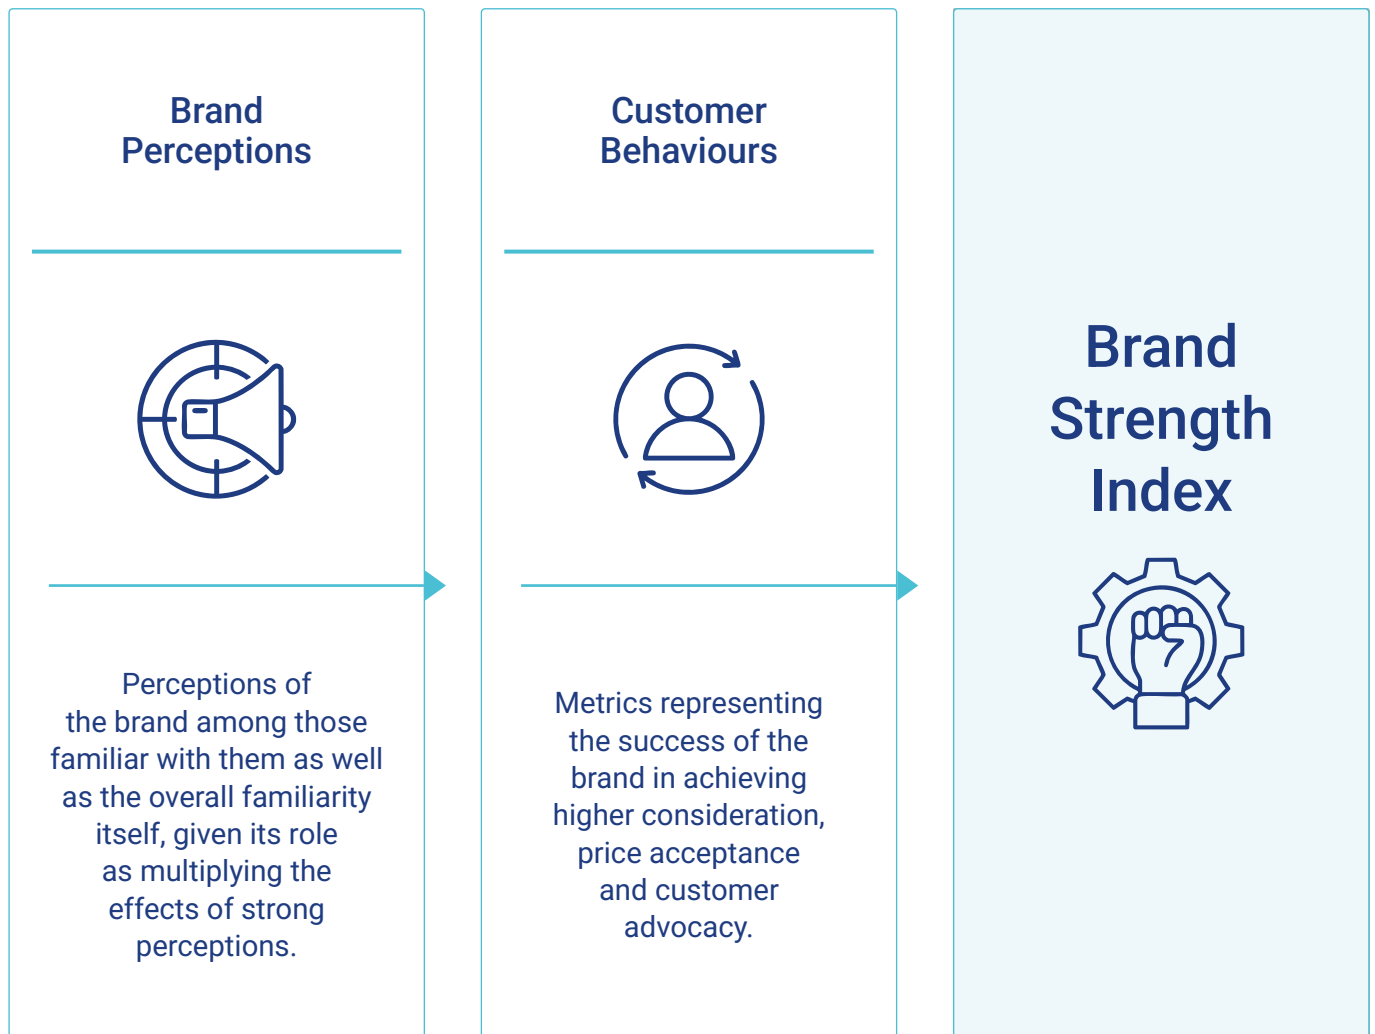 Brand
Perceptions
Perceptions of
the brand among those
familiar with them as well
as the overall familiarity
itself, given its role
as multiplying the
effects of strong
perceptions.
Customer
Behaviours
Metrics representing
the success of the
brand in achieving
higher consideration,
price acceptance
and customer
advocacy.
Brand
Strength
Index